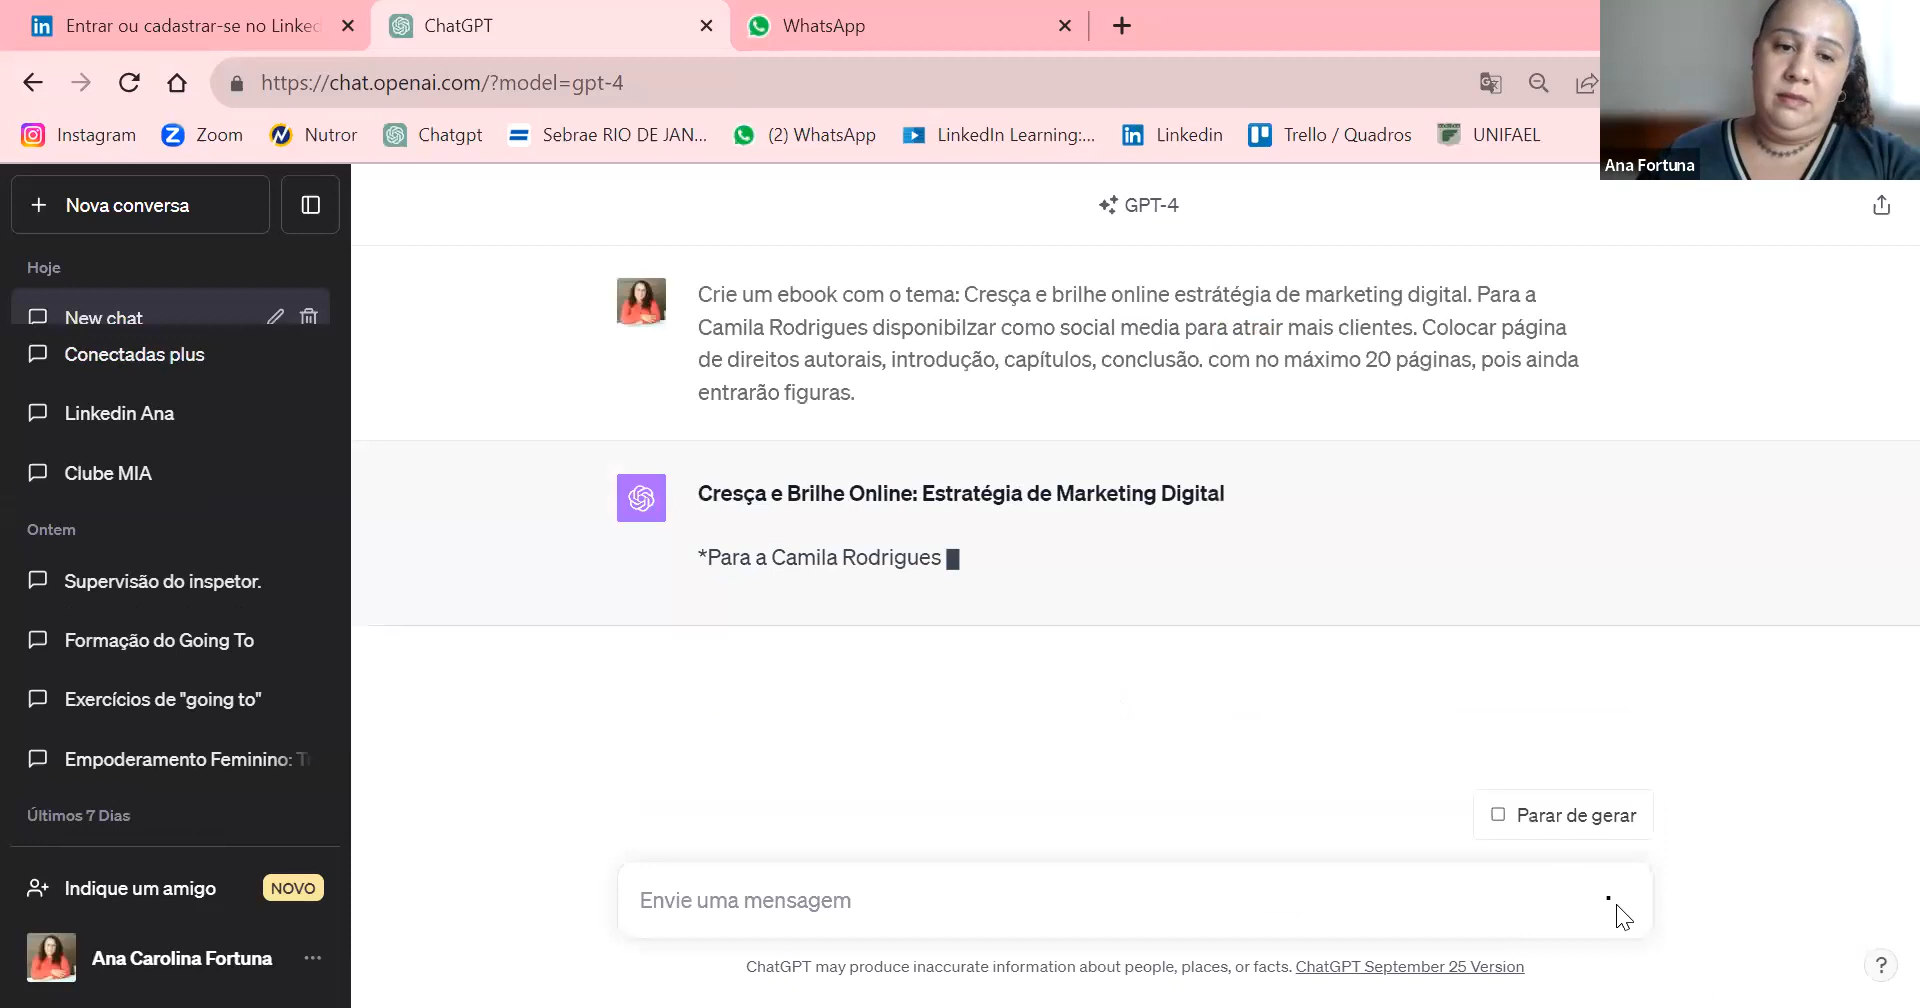 Entrar ou cadastrar-se no Linked
ChatGPT
WhatsApp
https://chat.openai.com/?model=gpt-4
Instagram
Zoom
Nutror
Chatgpt
Sebrae RIO DE JAN...
(2) WhatsApp
LinkedIn Learning:...
Linkedin
Trello / Quadros
UNIFAEL
Ana Fortuna
Nova conversa
GPT-4
Hoje
New chat
Conectadas plus
Linkedin Ana
Clube MIA
Ontem
Supervisão do inspetor.
Formação do Going To
Exercícios de "going to"
Empoderamento Feminino: T
Últimos 7 Dias
Indique um amigo
NOVO
Ana Carolina Fortuna
Crie um ebook com o tema: Cresça e brilhe online estrátégia de marketing digital. Para a
Camila Rodrigues disponibilzar como social media para atrair mais clientes. Colocar página
de direitos autorais, introdução, capítulos, conclusão. com no máximo 20 páginas, pois ainda
entrarão figuras.
Cresça e Brilhe Online: Estratégia de Marketing Digital
*Para a Camila Rodrigues
Parar de gerar
Envie uma mensagem
ChatGPT may produce inaccurate information about people, places, or facts. ChatGPT September 25 Version
?